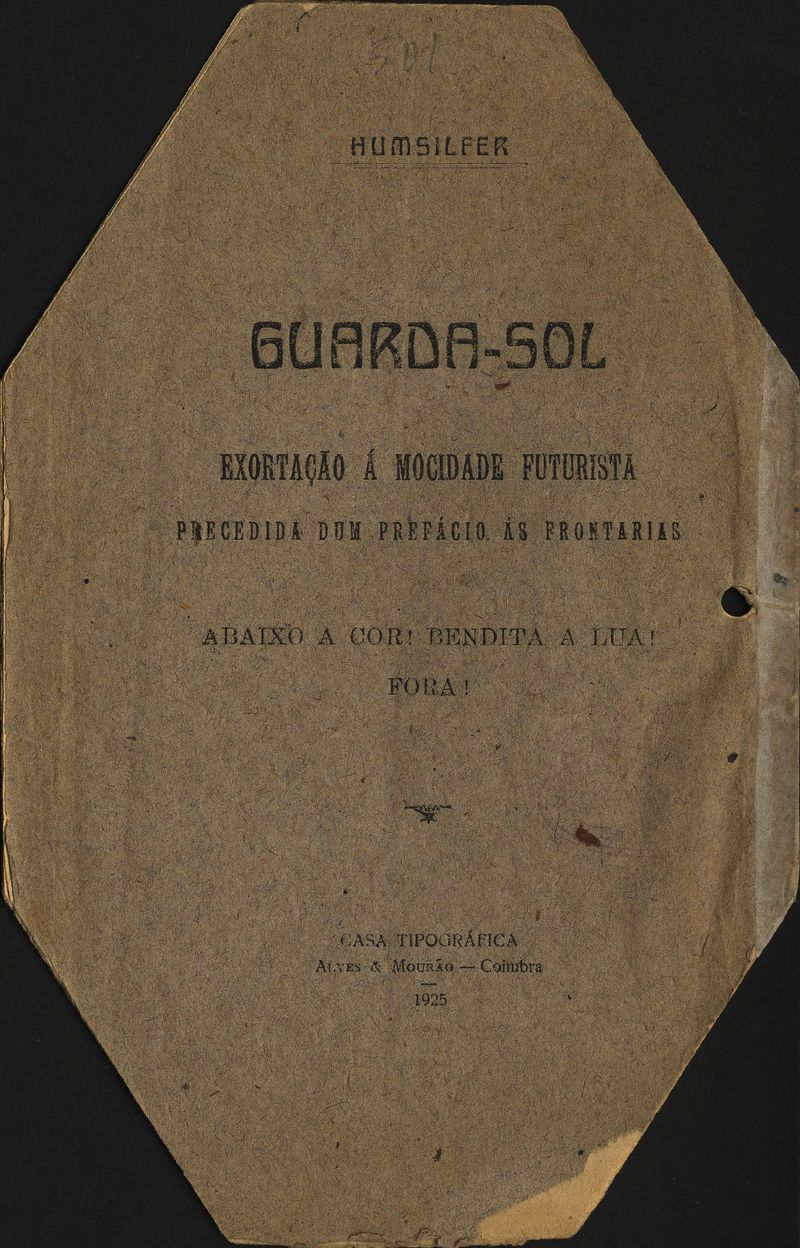 501
HUMSILFER
GUARDA-SOL
EXORTAÇÃO Á MOCIDADE FUTURISTA
PRECEDIDA DUM PREFÁCIO ÁS FRONTARIAS
ABAIXO A COR! BENDITA A LUA!
FORA!
CASA TIPOGRÁFICA
ALVES & MOURÃO — Coimbra
1925